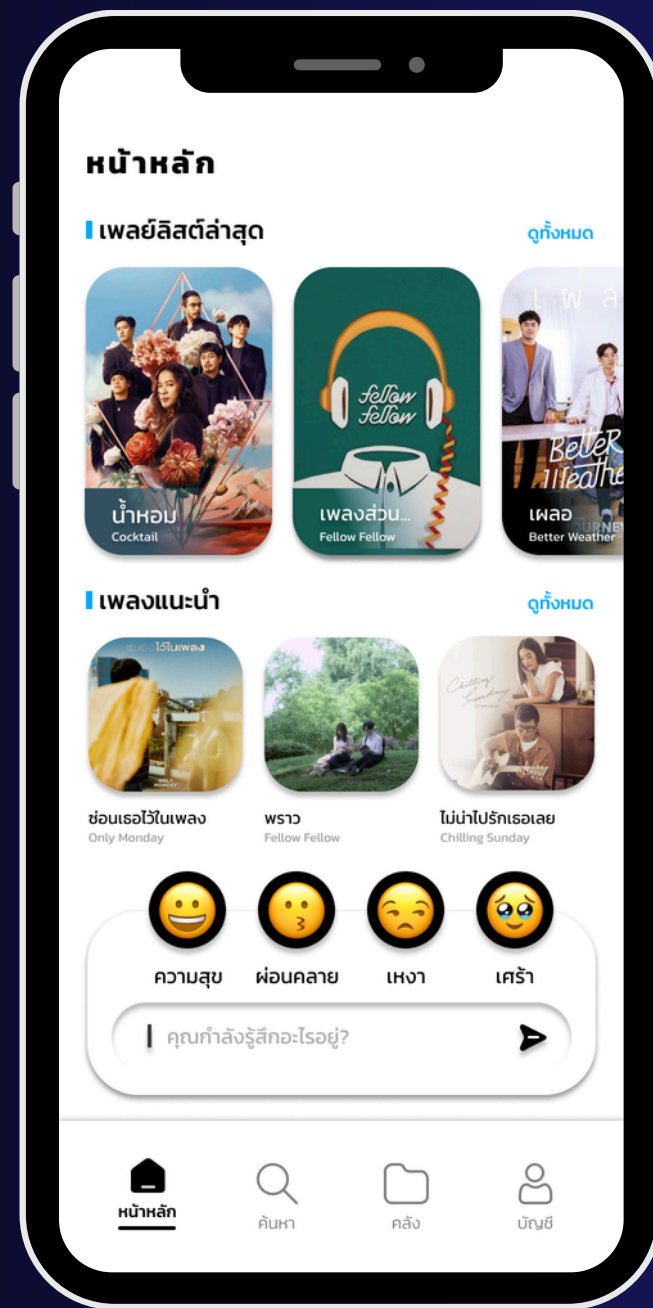 หน้าหลัก
เพลย์ลิสต์ล่าสุด
ดูทั้งหมด
fellow
fellow
เพลอ
Better
Weather
น้ำหอม
Cocktail
เพลงส่วน...
Fellow Fellow
เผลอ
Better Weather
เพลงแนะนำ
ดูทั้งหมด
ซ่อนเธอไว้ในเพลง
ONLY
MONDAY
Chilling
Sunday
ซ่อนเธอไว้ในเพลง
Only Monday
พราว
Fellow Fellow
ไม่น่าไปรักเธอเลย
Chilling Sunday
ความสุข
ผ่อนคลาย
เหงา
เศร้า
คุณกำลังรู้สึกอะไรอยู่?
หน้าหลัก
ค้นหา
คลัง
บัญชี